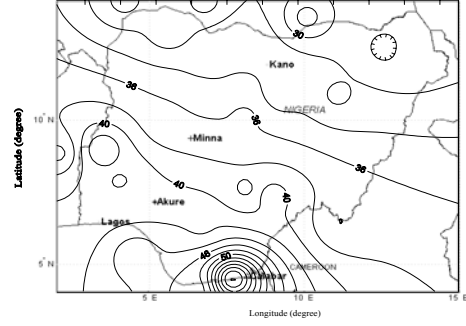 30
Kano
36
NIGERIA
Latitude (degree)
10° N
40
36
Minna
36
40
40
Akure
Lagos
46
50
CAMEROON
5° N
5 E
10 E
15 E
Longitude (degree)